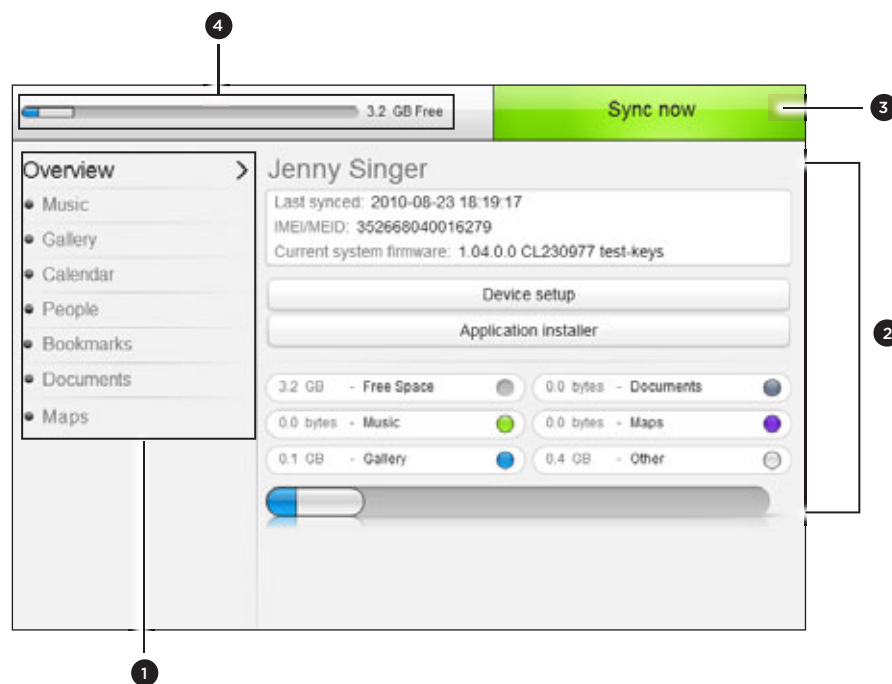 4
3.2 GB Free
Sync now
3
Overview >
Music
Gallery
Calendar
People
Bookmarks
Documents
Maps
Jenny Singer
Last synced: 2010-08-23 18:19:17
IMEI/MEID: 352668040016279
Current system firmware: 1.04.0.0 CL230977 test-keys
Device setup
Application installer
2
3.2 GB - Free Space
0.0 bytes - Documents
0.0 bytes - Music
0.0 bytes - Maps
0.1 GB - Gallery
0.4 GB - Other
1